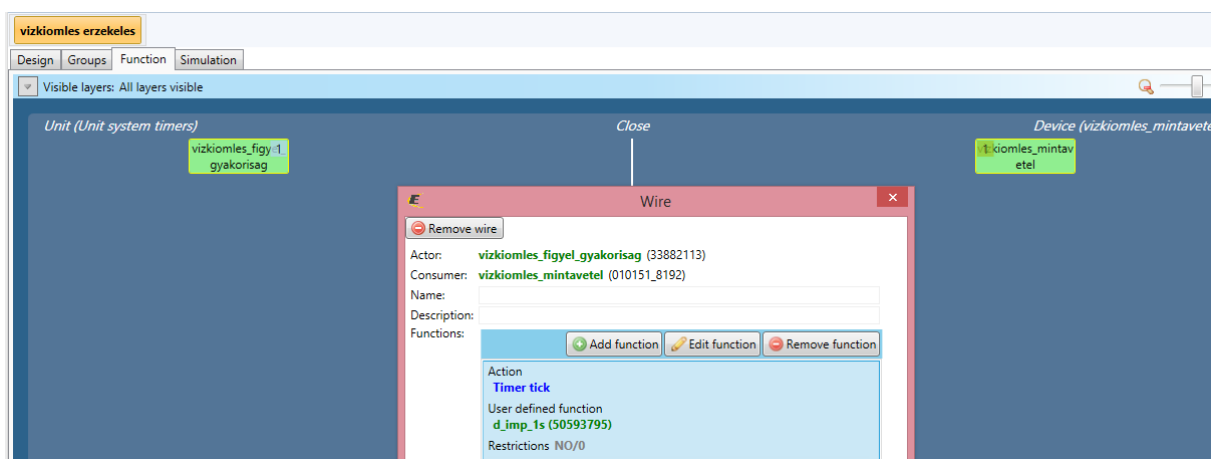 vizkiomles erzekeles
Design Groups Function Simulation
Visible layers: All layers visible
Unit (Unit system timers) Close Device (vizkiomles_mintavete
vizkiomles_figy 1_
gyakorisag
1 kiomles_mintav
etel
Wire
Remove wire
Actor: vizkiomles_figyel_gyakorisag (33882113)
Consumer: vizkiomles_mintavetel (010151_8192)
Name:
Description:
Functions:
Add function Edit function Remove function
Action
Timer tick
User defined function
d_imp_1s (50593795)
Restrictions NO/0